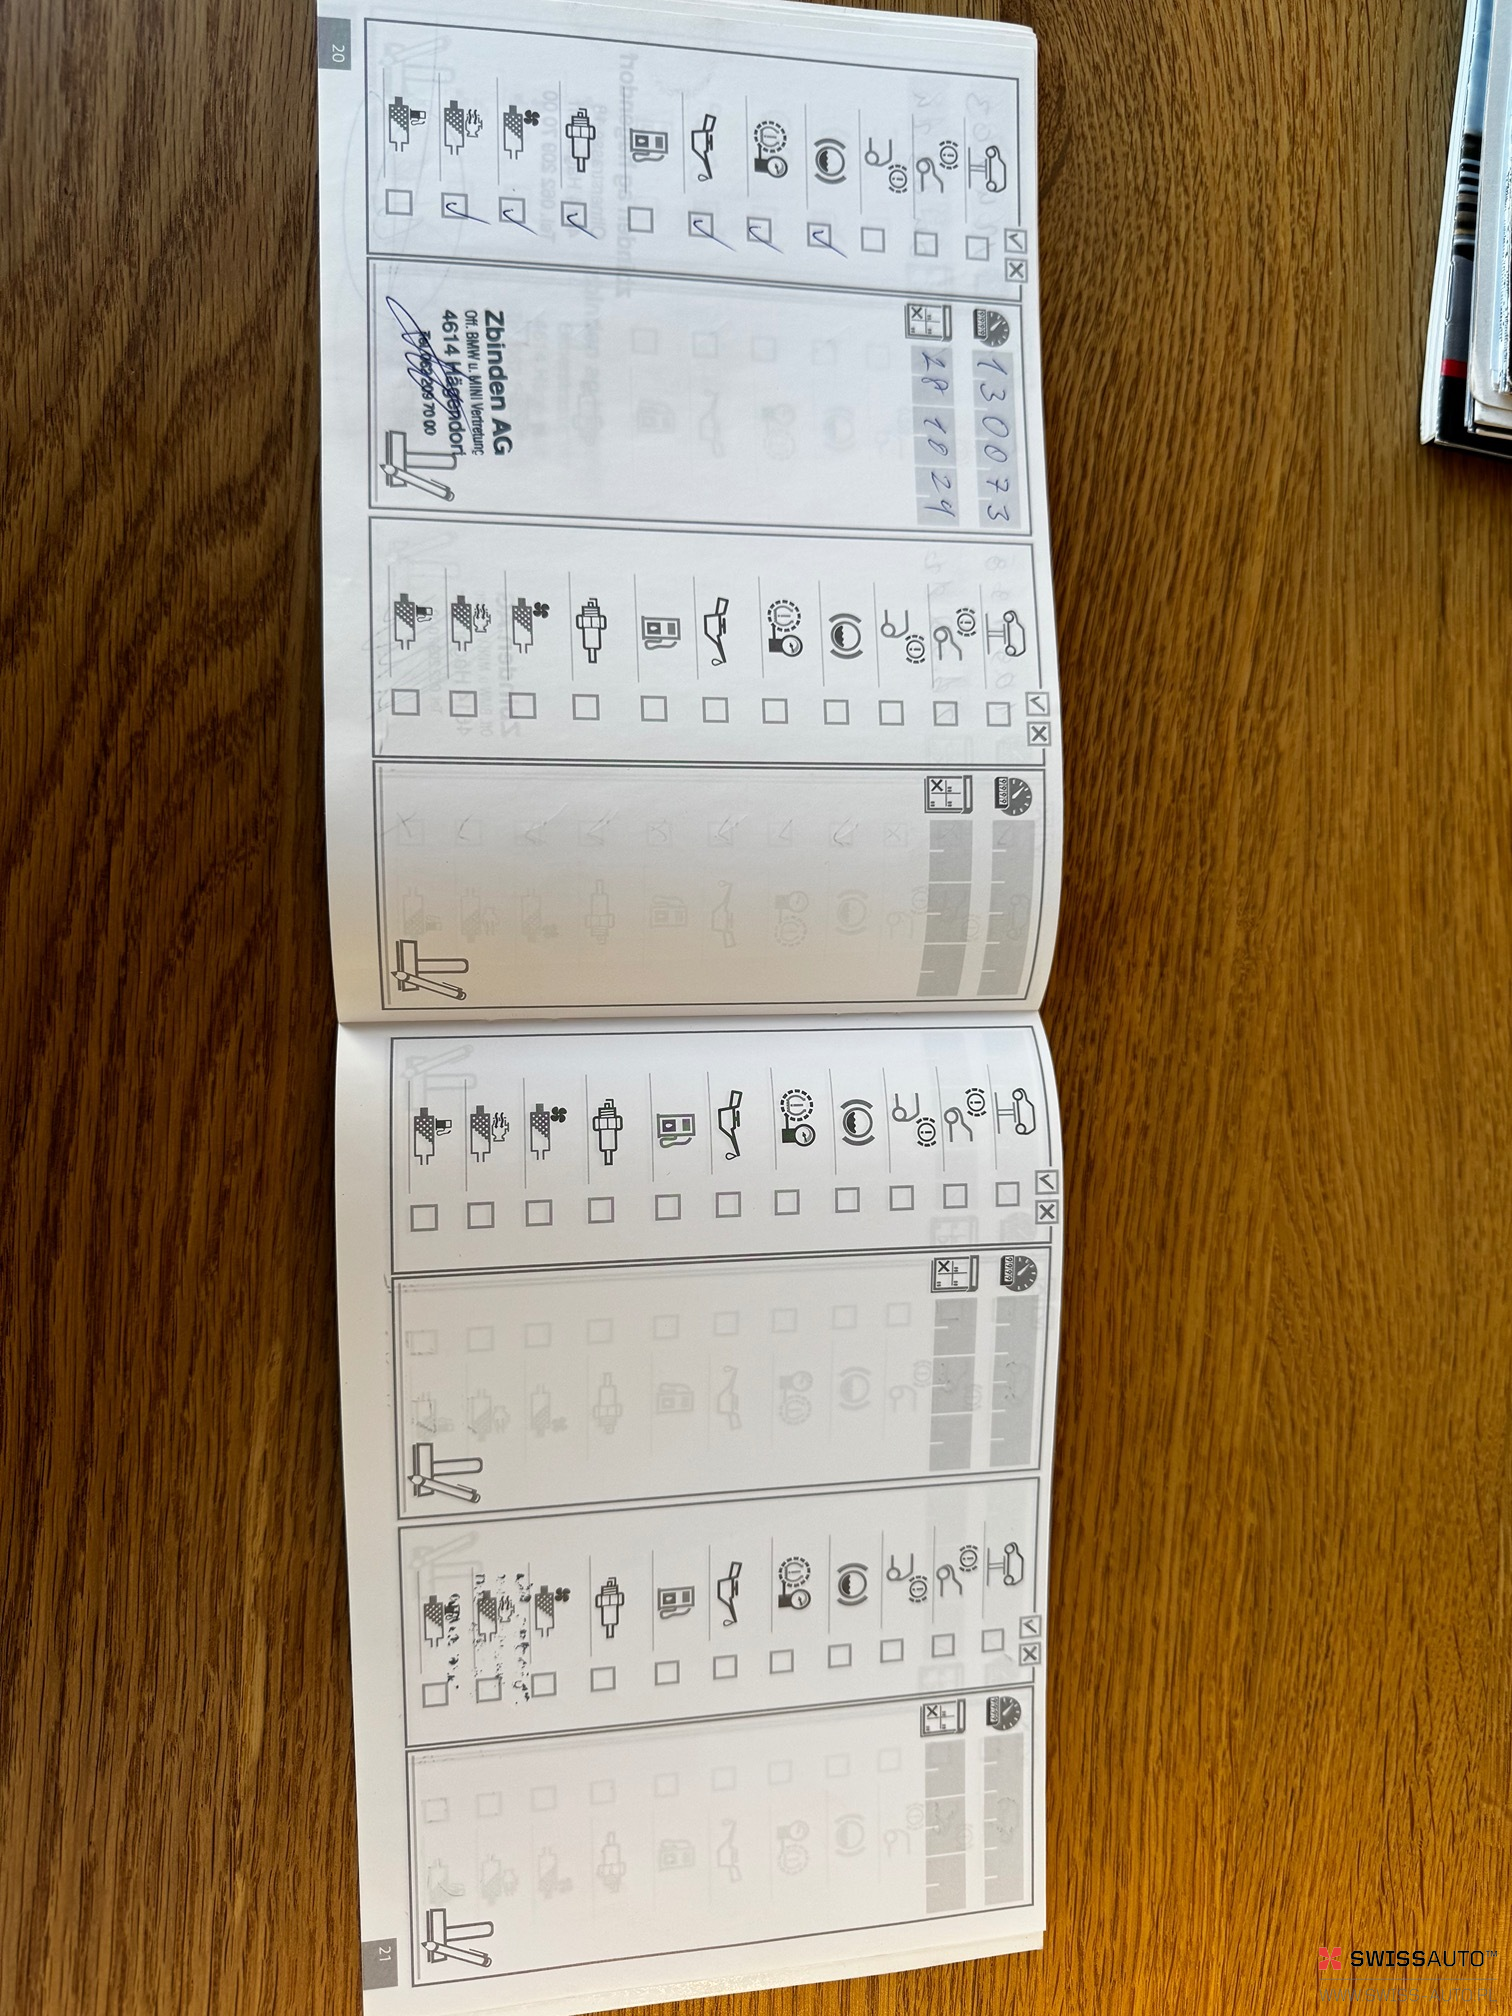 20
130073
28 10 24
Zbinden AG
Off. BMW u. MINI Vertretung
4614 Hägendorf
Tel. 062 209 70 00
21
SWISSAUTO™